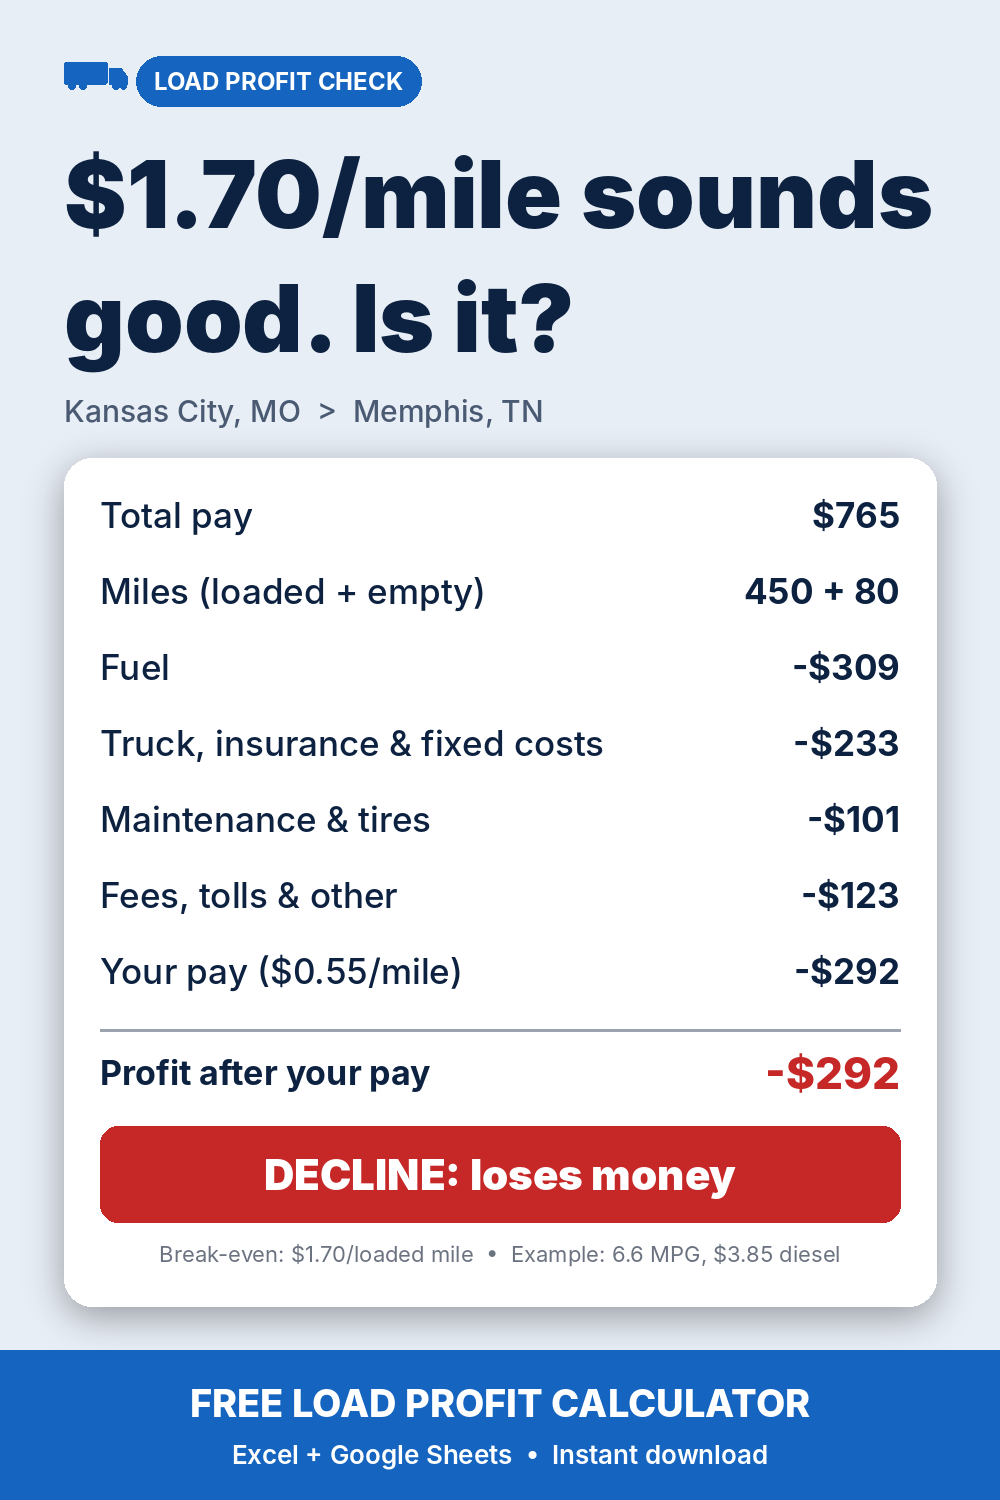 LOAD PROFIT CHECK
$1.70/mile sounds
good. Is it?
Kansas City, MO > Memphis, TN
Total pay $765
Miles (loaded + empty) 450 + 80
Fuel -$309
Truck, insurance & fixed costs -$233
Maintenance & tires -$101
Fees, tolls & other -$123
Your pay ($0.55/mile) -$292
Profit after your pay -$292
DECLINE: loses money
Break-even: $1.70/loaded mile • Example: 6.6 MPG, $3.85 diesel
FREE LOAD PROFIT CALCULATOR
Excel + Google Sheets • Instant download